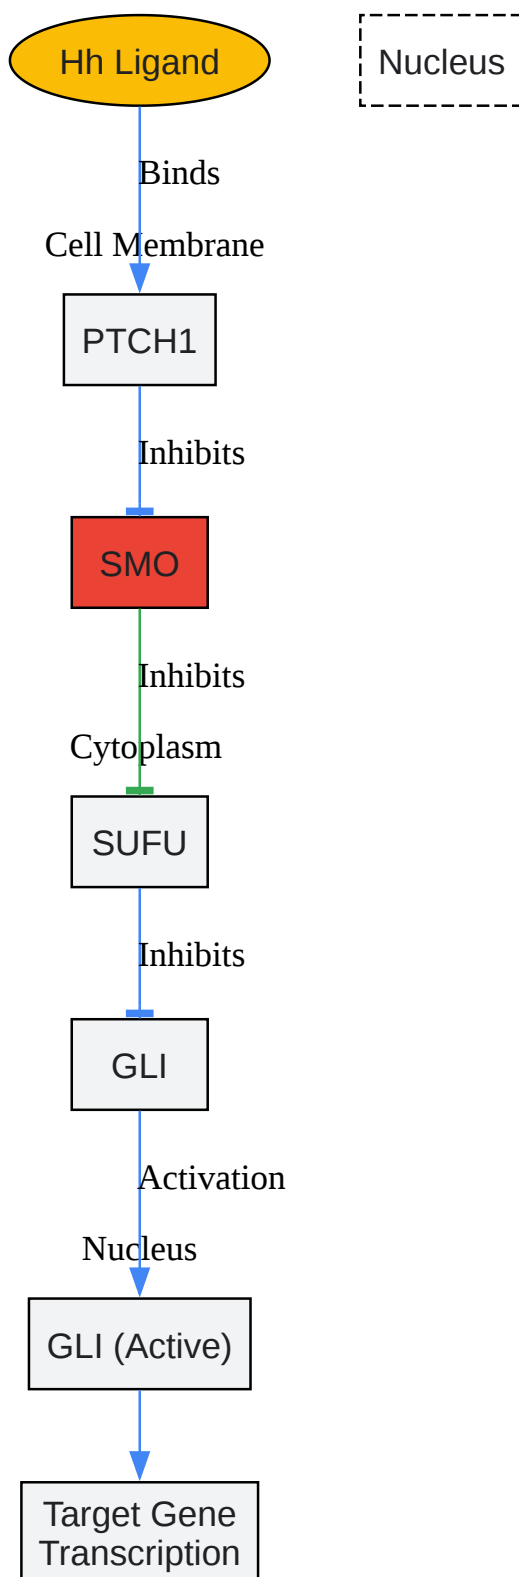 Hh Ligand
Nucleus
Binds
Cell Membrane
PTCH1
Inhibits
SMO
Inhibits
Cytoplasm
SUFU
Inhibits
GLI
Activation
Nucleus
GLI (Active)
Target Gene
Transcription